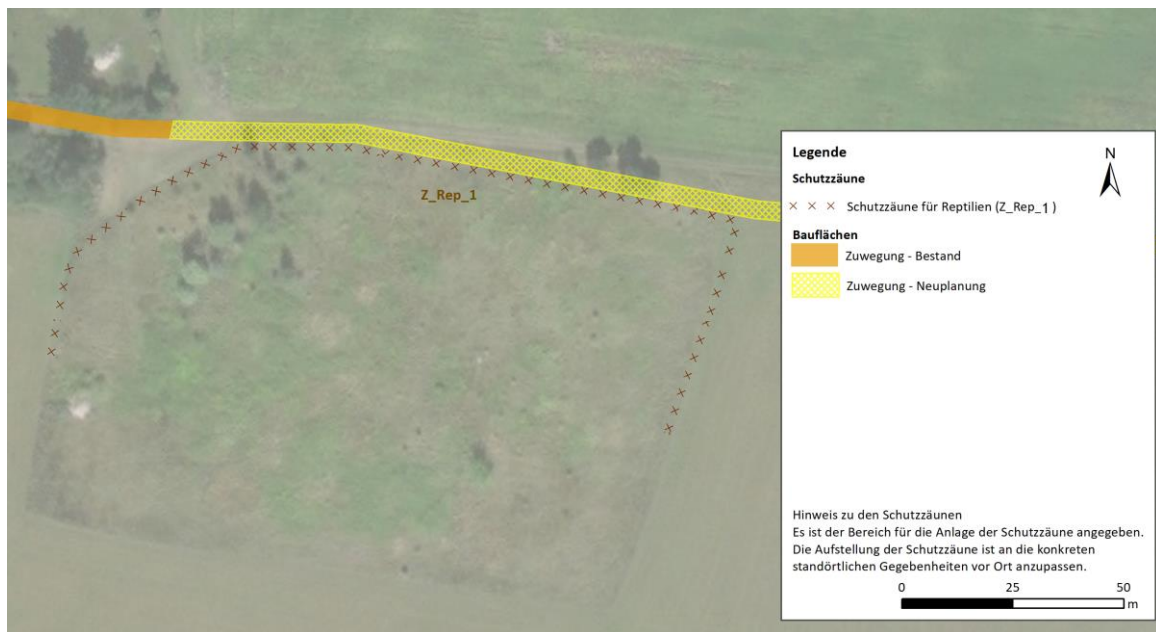 Z_Rep_1
Legende
N
Schutzzäune
Schutzzäune für Reptilien (Z_Rep_1 )
Bauflächen
Zuwegung - Bestand
Zuwegung - Neuplanung
Hinweis zu den Schutzzäunen
Es ist der Bereich für die Anlage der Schutzzäune angegeben.
Die Aufstellung der Schutzzäune ist an die konkreten
standörtlichen Gegebenheiten vor Ort anzupassen.
0 25 50
m